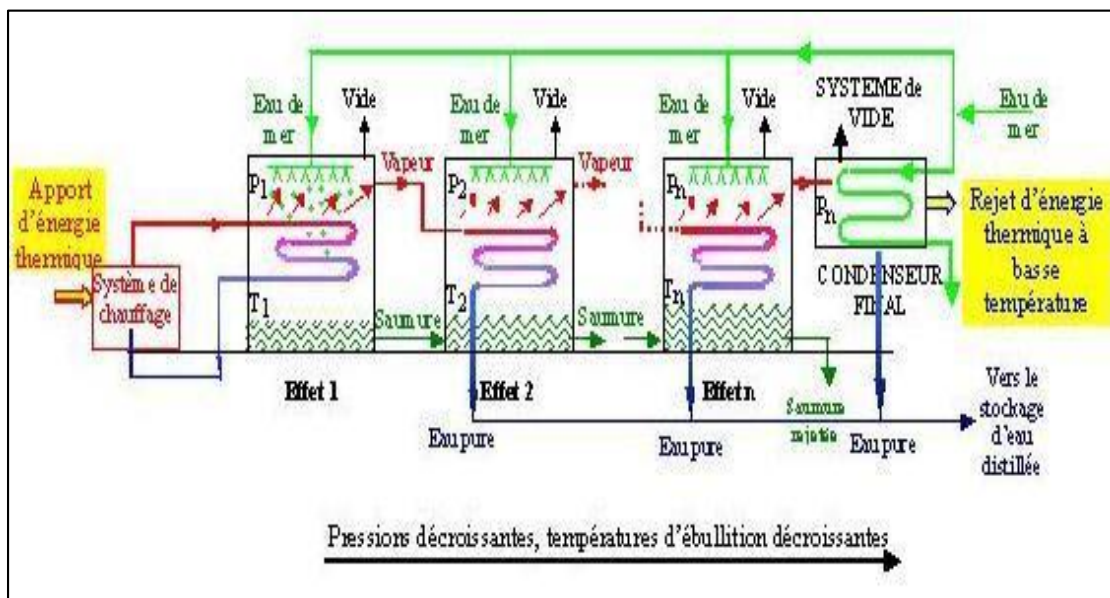 SYSTEME de
VIDE
Eau de
mer
Vide
Eau de
mer
Vide
Eau de
mer
Eau de
mer
Apport
d'énergie
thermique
Système de
chauffage
P1
T1
Vapeur
P2
T2
Vapeur
Pn
Tn
Pn
CONDENSEUR
FINAL
Rejet d'énergie
thermique à
basse
température
Saumure
Saumure
Effet 1
Effet 2
Effet n
Saumure
rejetée
Eau pure
Eau pure
Eau pure
Vers le
stockage
d'eau
distillée
Pressions décroissantes, températures d'ébullition décroissantes